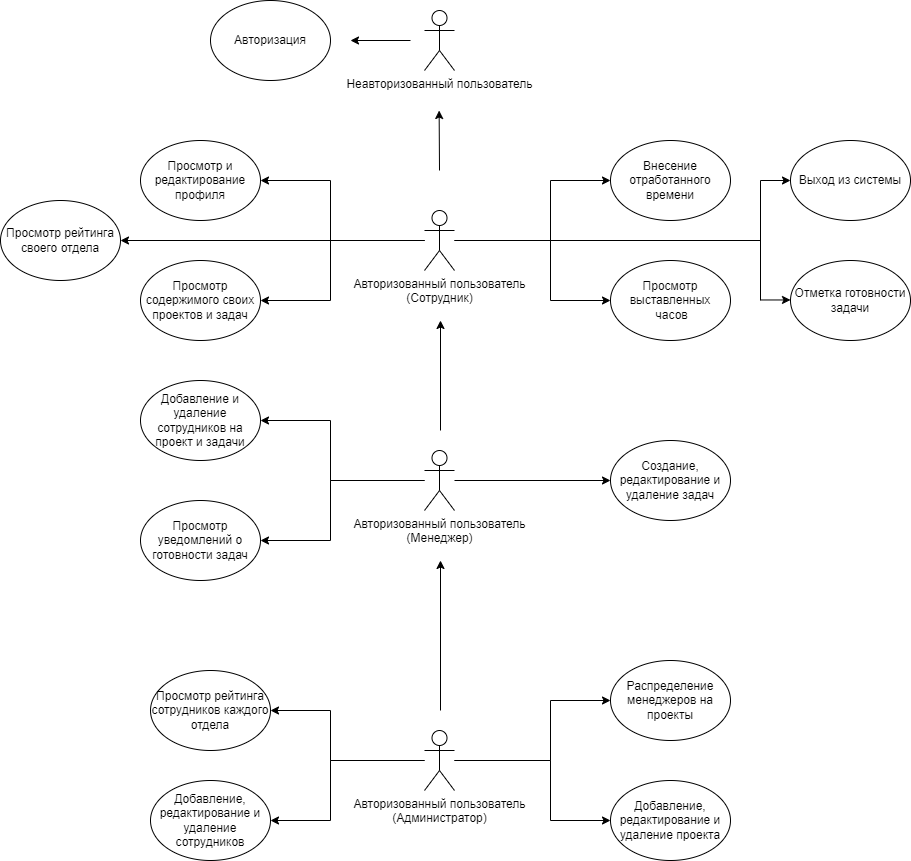 Авторизация
Неавторизованный пользователь
Просмотр и
редактирование
профиля
Внесение
отработанного
времени
Выход из системы
Просмотр рейтинга
своего отдела
Авторизованный пользователь
(Сотрудник)
Просмотр
содержимого своих
проектов и задач
Просмотр
выставленных
часов
Отметка готовности
задачи
Добавление и
удаление
сотрудников на
проект и задачи
Создание,
редактирование и
удаление задач
Авторизованный пользователь
(Менеджер)
Просмотр
уведомлений о
готовности задач
Просмотр рейтинга
сотрудников каждого
отдела
Распределение
менеджеров на
проекты
Авторизованный пользователь
(Администратор)
Добавление,
редактирование и
удаление
сотрудников
Добавление,
редактирование и
удаление проекта